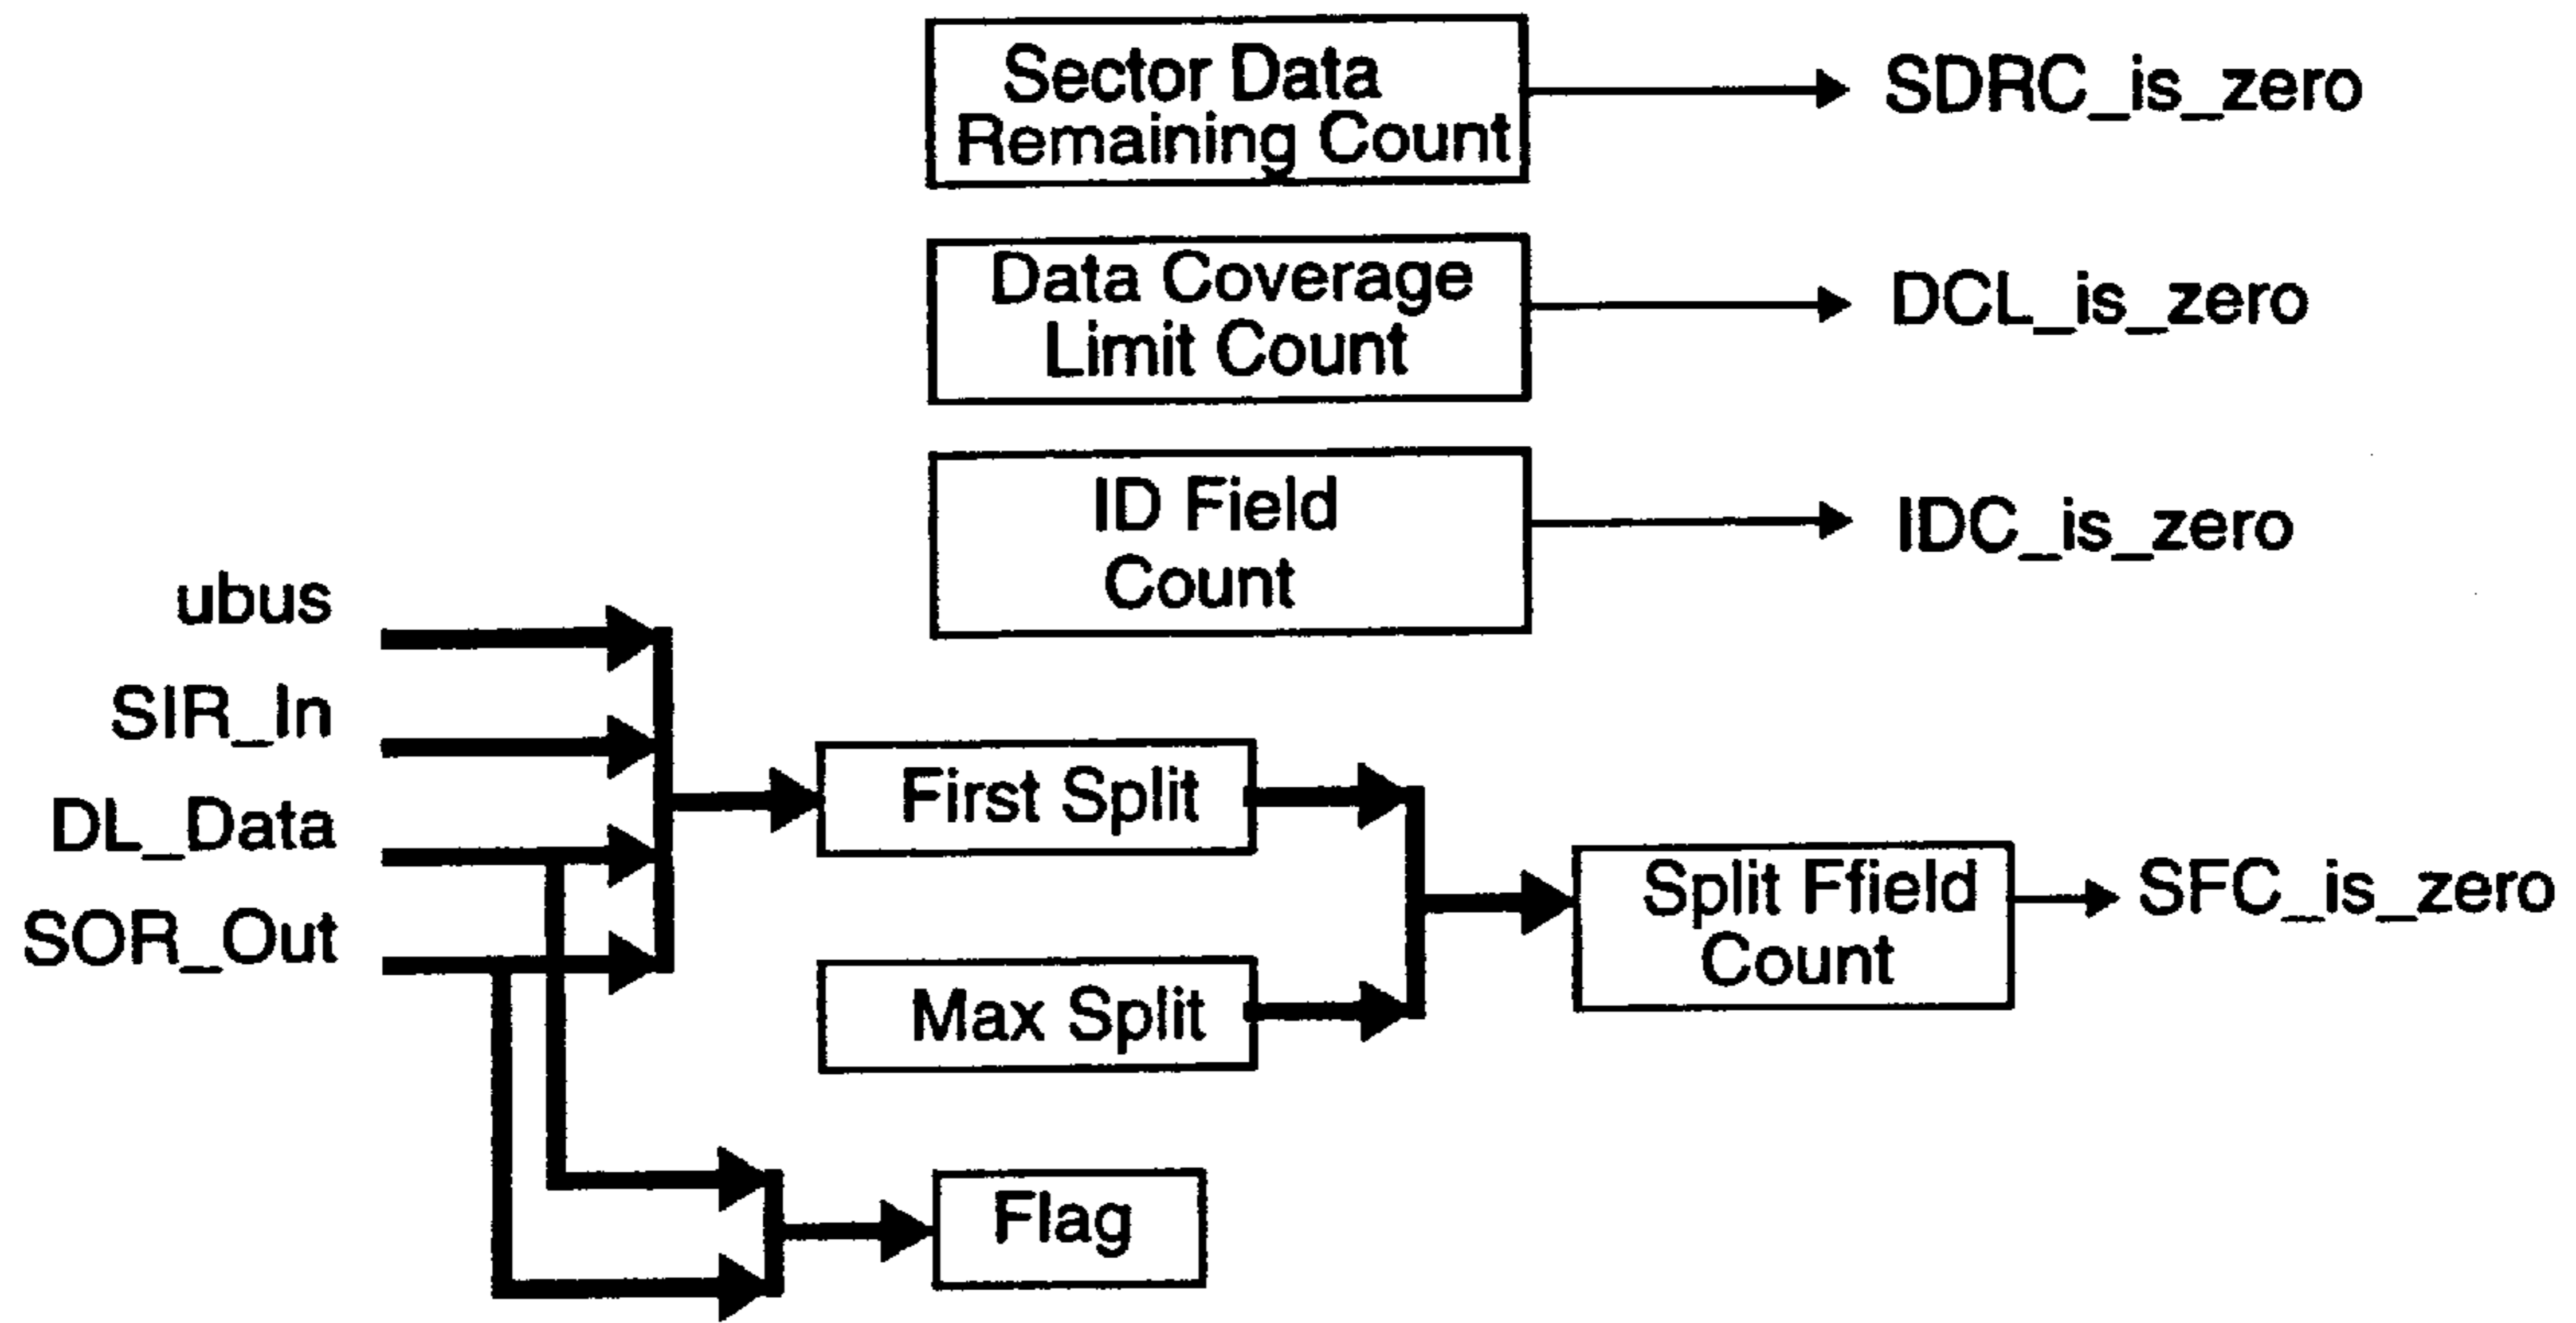 Sector Data
Remaining Count
SDRC_is_zero
Data Coverage
Limit Count
DCL_is_zero
ID Field
Count
IDC_is_zero
ubus
SIR_In
DL_Data
SOR_Out
First Split
Max Split
Split Ffield
Count
SFC_is_zero
Flag